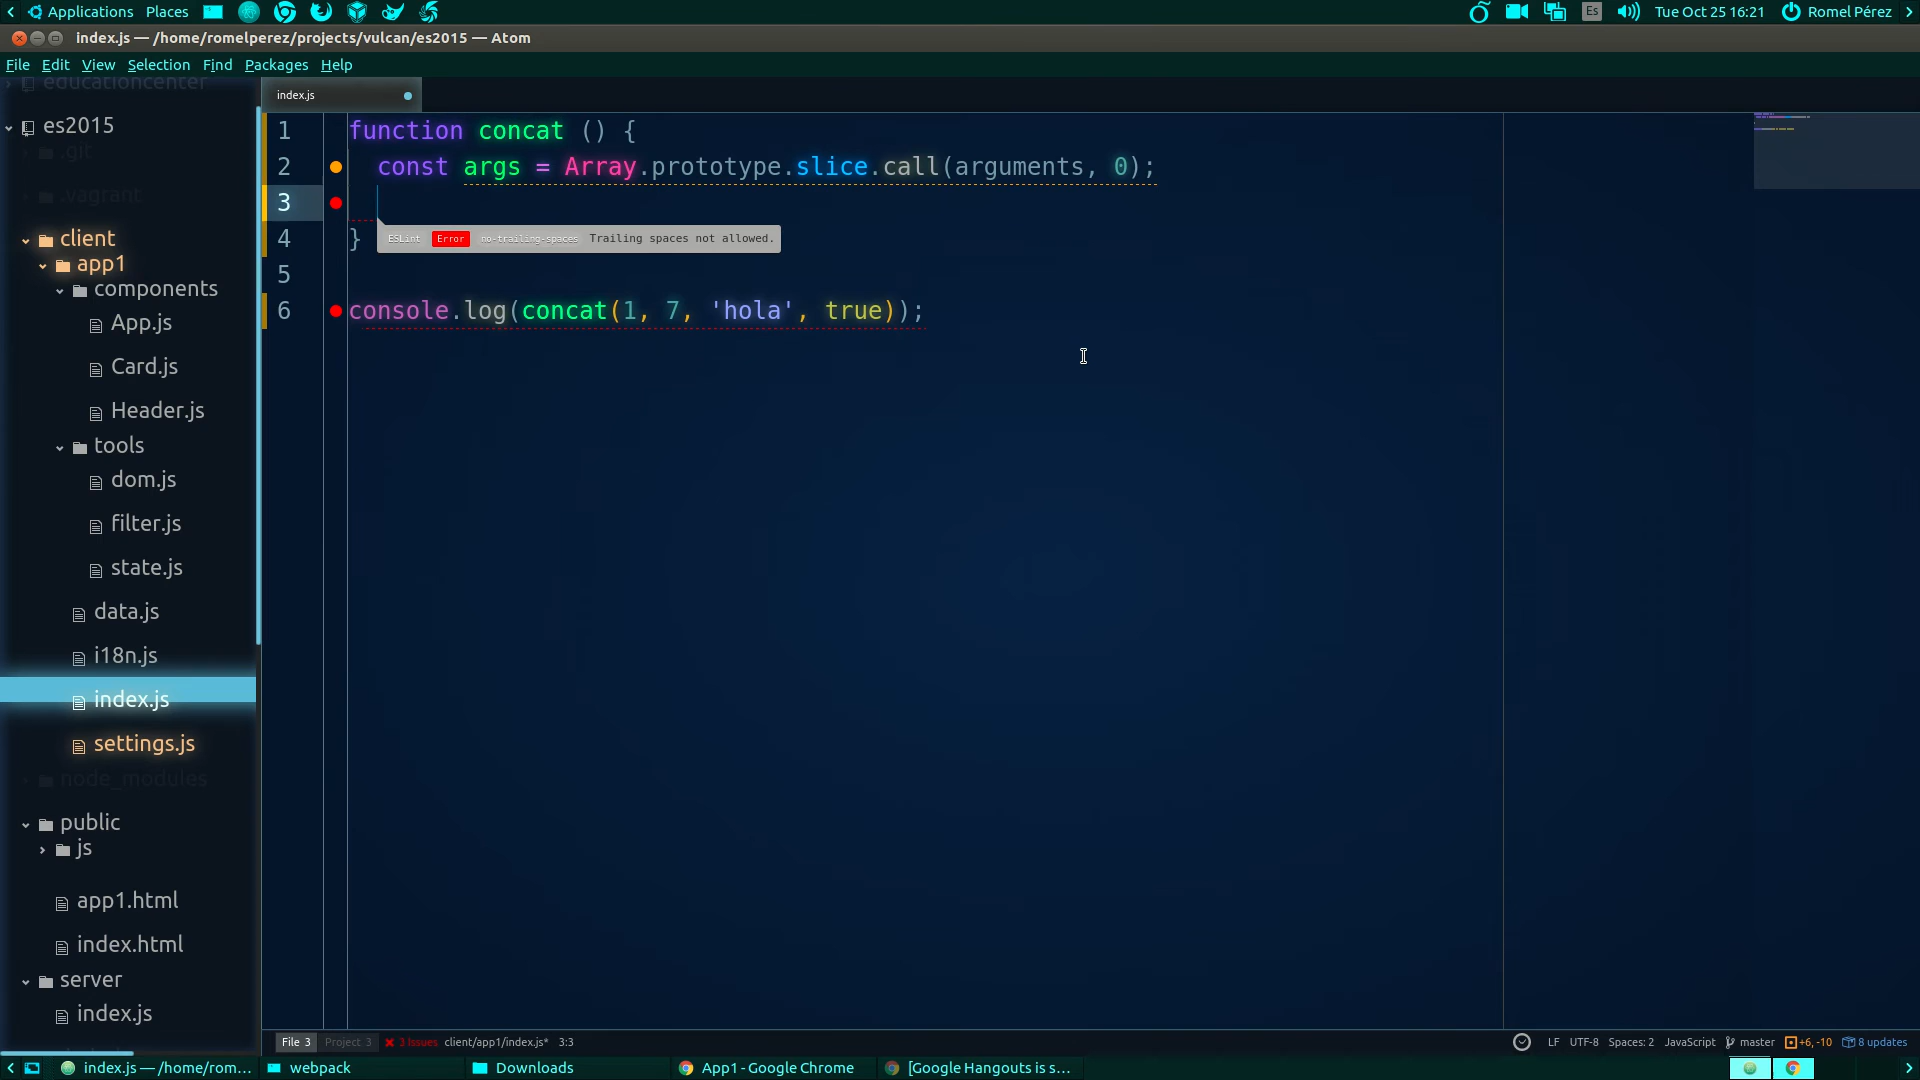 Applications Places Es Tue Oct 25 16:21 Romel Pérez
index.js — /home/romelperez/projects/vulcan/es2015 — Atom
File Edit View Selection Find Packages Help
educationcenter
es2015
.git
.vagrant
client
app1
components
App.js
Card.js
Header.js
tools
dom.js
filter.js
state.js
data.js
i18n.js
index.js
settings.js
node_modules
public
js
app1.html
index.html
server
index.js
index.js
1 function concat () {
2 const args = Array.prototype.slice.call(arguments, 0);
3
4 }
ESLint Error no-trailing-spaces Trailing spaces not allowed.
5
6 console.log(concat(1, 7, 'hola', true));
File 3 Project 3 3 Issues client/app1/index.js* 3:3 LF UTF-8 Spaces: 2 JavaScript master +6, -10 8 updates
index.js — /home/rom... webpack Downloads App1 - Google Chrome [Google Hangouts is s...